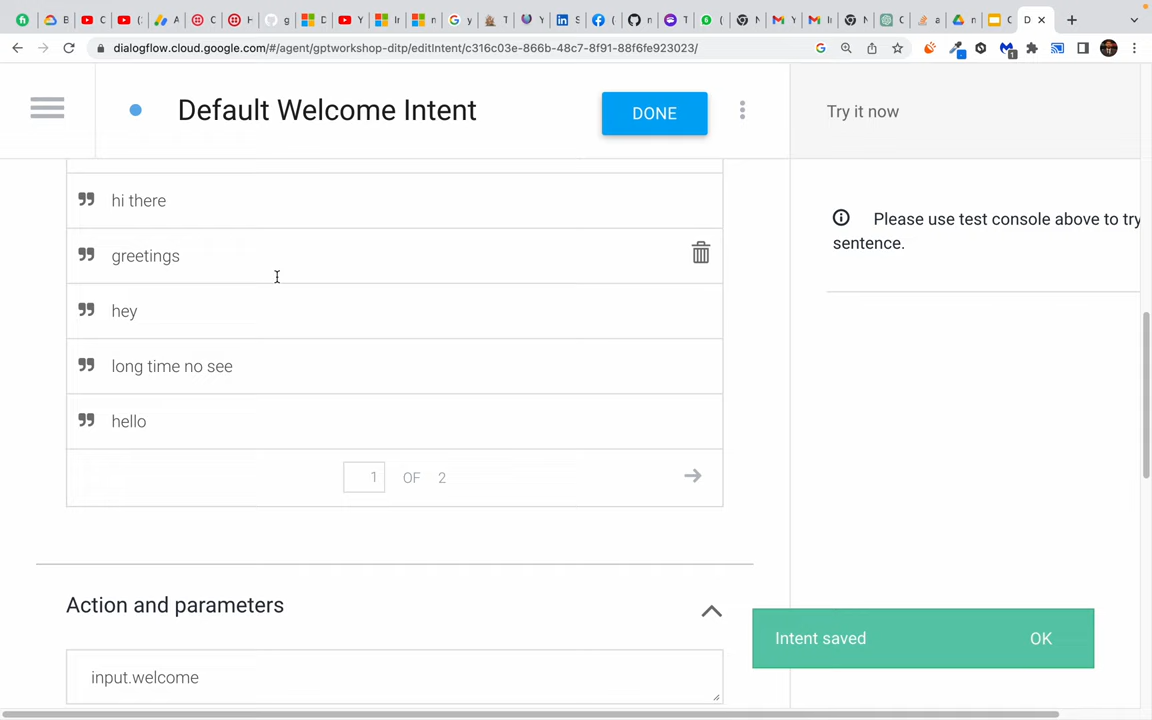 D
dialogflow.cloud.google.com/#/agent/gptworkshop-ditp/editIntent/c316c03e-866b-48c7-8f91-88f6fe923023/
Default Welcome Intent
DONE
Try it now
hi there
Please use test console above to try
sentence.
greetings
hey
long time no see
hello
1 OF 2
Action and parameters
Intent saved OK
input.welcome